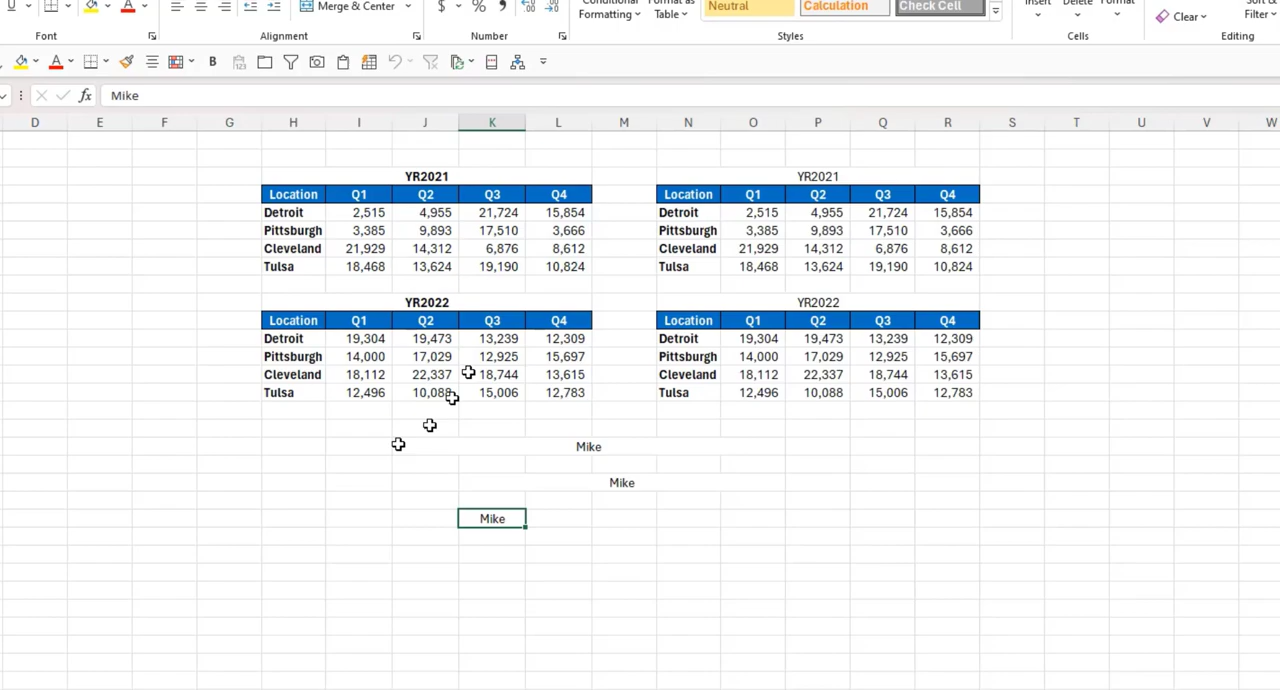 U A Merge & Center $ % 9 Conditional Format as Neutral Calculation Check Cell Insert Delete Format Sort &
Formatting Table Clear Filter
Font Alignment Number Styles Cells Editing
A B
fx Mike
D E F G H I J K L M N O P Q R S T U V W
YR2021 YR2021
Location Q1 Q2 Q3 Q4 Location Q1 Q2 Q3 Q4
Detroit 2,515 4,955 21,724 15,854 Detroit 2,515 4,955 21,724 15,854
Pittsburgh 3,385 9,893 17,510 3,666 Pittsburgh 3,385 9,893 17,510 3,666
Cleveland 21,929 14,312 6,876 8,612 Cleveland 21,929 14,312 6,876 8,612
Tulsa 18,468 13,624 19,190 10,824 Tulsa 18,468 13,624 19,190 10,824
YR2022 YR2022
Location Q1 Q2 Q3 Q4 Location Q1 Q2 Q3 Q4
Detroit 19,304 19,473 13,239 12,309 Detroit 19,304 19,473 13,239 12,309
Pittsburgh 14,000 17,029 12,925 15,697 Pittsburgh 14,000 17,029 12,925 15,697
Cleveland 18,112 22,337 18,744 13,615 Cleveland 18,112 22,337 18,744 13,615
Tulsa 12,496 10,088 15,006 12,783 Tulsa 12,496 10,088 15,006 12,783
Mike
Mike
Mike